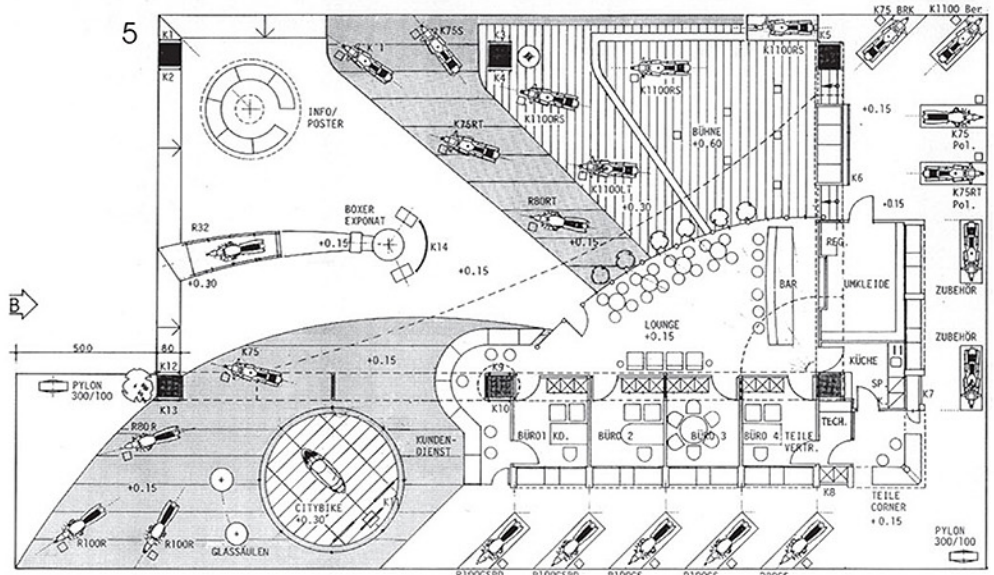 5
K1
K2
INFO/
POSTER
K75S
K3
K4
K1100RS
K1100RS
K1100RS
K5
K75 BRK
K1100 Ber
+0.15
K75
Pol.
K75RT
Pol.
K6
BÜHNE
+0.60
K75RT
K1100LT
+0.30
R80RT
+0.15
BOXER
EXPONAT
K14
R32
+0.15
+0.30
+0.15
+0.15
REG.
UMKLEIDE
ZUBEHÖR
ZUBEHÖR
BAR
LOUNGE
+0.15
B
500
80
K12
K13
PYLON
300/100
K75
+0.15
K9
K10
KÜCHE
SP.
K7
TECH.
BÜRO1
KD.
BÜRO 2
BÜRO 3
BÜRO 4
TEILE
VERTR.
KUNDEN-
DIENST
R80R
+0.15
CITYBIKE
+0.30
R100R
R100R
GLASSÄULEN
K8
TEILE
CORNER
+0.15
PYLON
300/100